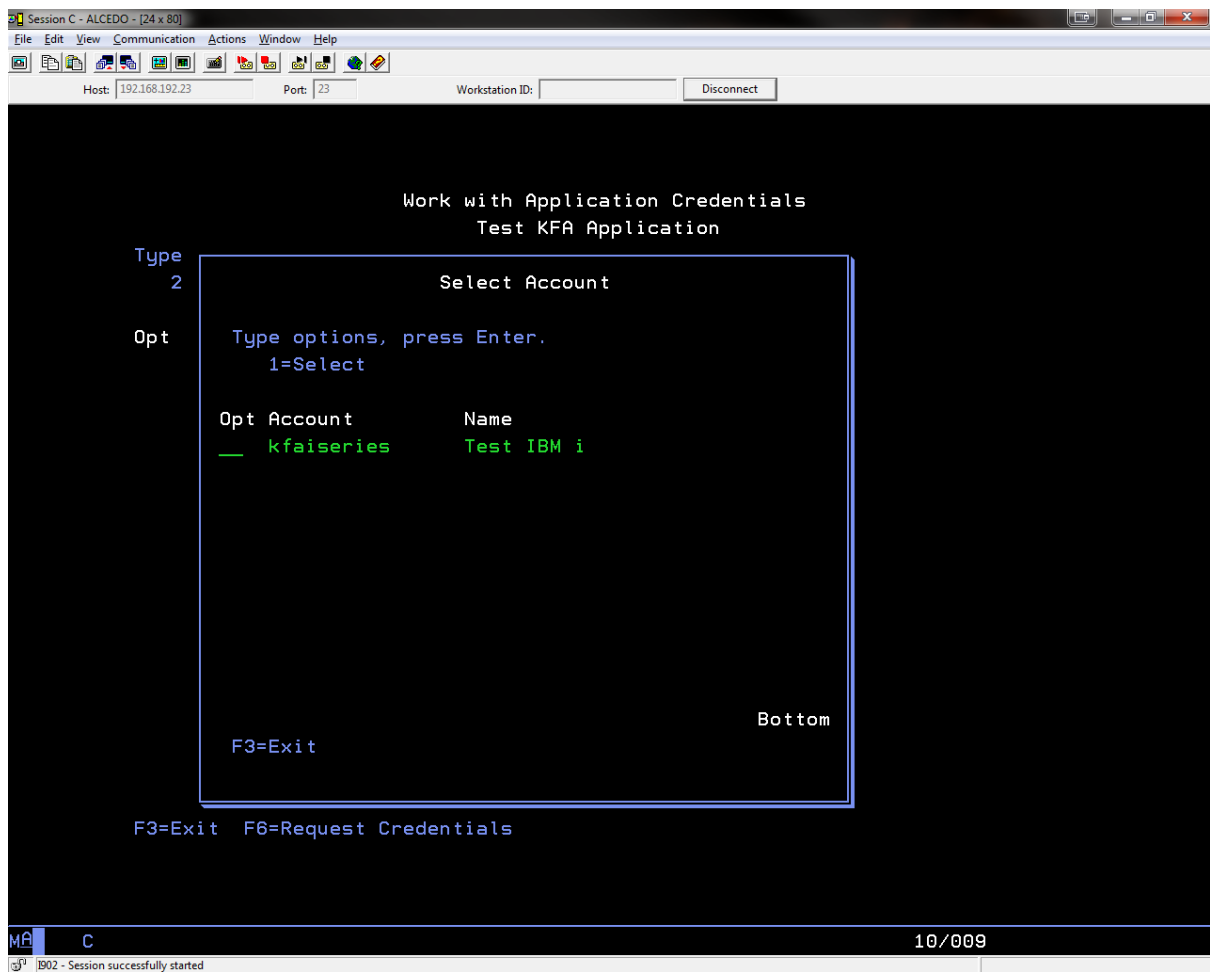 Session C - ALCEDO - [24 x 80]
File Edit View Communication Actions Window Help
Host: 192.168.192.23 Port: 23 Workstation ID: Disconnect
Work with Application Credentials
Test KFA Application
Type
2 Select Account
Opt Type options, press Enter.
1=Select
Opt Account Name
__ kfaiseries Test IBM i
Bottom
F3=Exit
F3=Exit F6=Request Credentials
MA C 10/009
I902 - Session successfully started